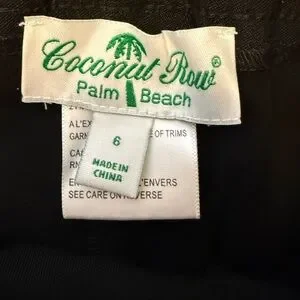 Coconut Row®
Palm Beach
6
MADE IN
CHINA
A L'EX
GARN E OF TRIMS
CA
RN
EN L'ENVERS
SEE CARE ON REVERSE